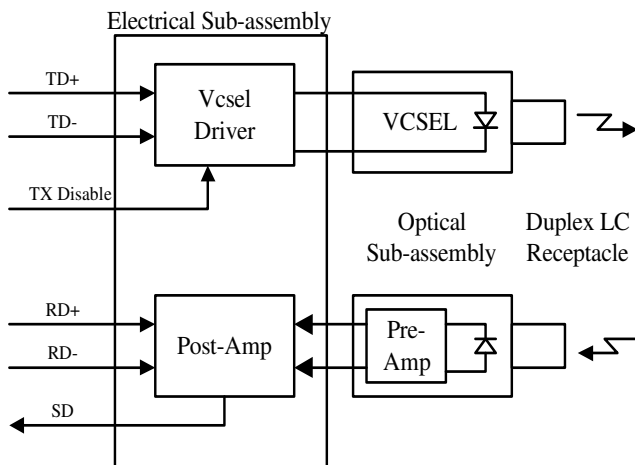 Electrical Sub-assembly
TD+
TD-
TX Disable
Vcsel
Driver
VCSEL
Optical
Sub-assembly
Duplex LC
Receptacle
RD+
RD-
SD
Post-Amp
Pre-
Amp